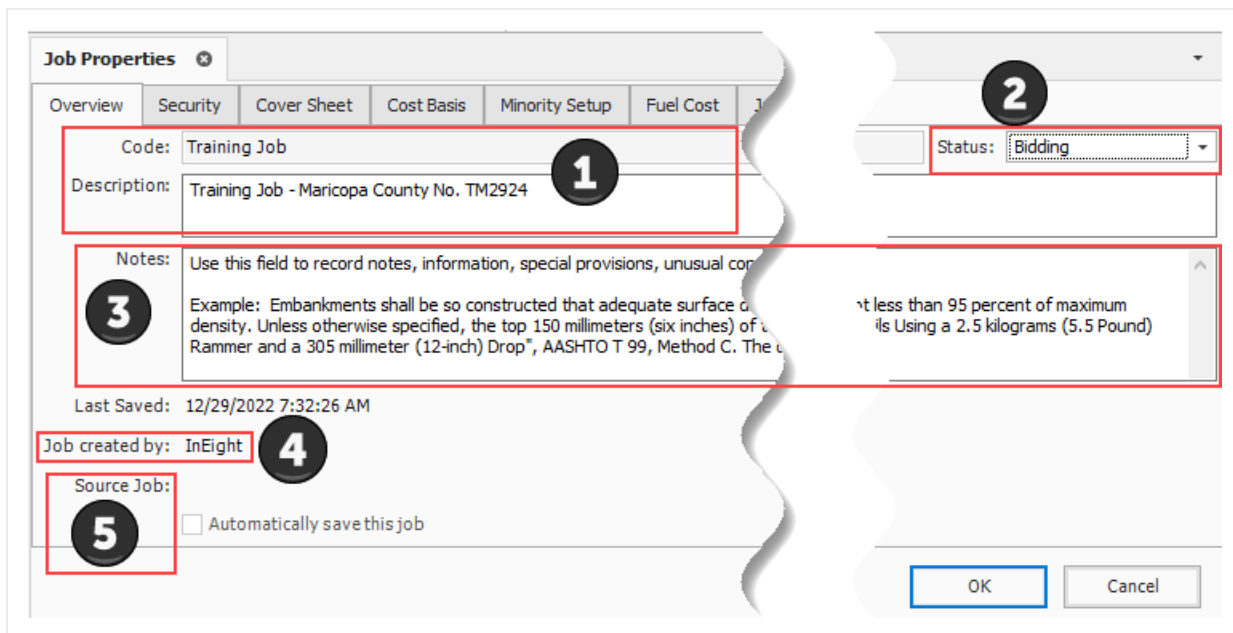 Job Properties
Overview Security Cover Sheet Cost Basis Minority Setup Fuel Cost
2
Code: Training Job
Status: Bidding
1
Description: Training Job - Maricopa County No. TM2924
Notes: Use this field to record notes, information, special provisions, unusual
3
Example: Embankments shall be so constructed that adequate surface t less than 95 percent of maximum
density. Unless otherwise specified, the top 150 millimeters (six inches) of ils Using a 2.5 kilograms (5.5 Pound)
Rammer and a 305 millimeter (12-inch) Drop", AASHTO T 99, Method C. The
Last Saved: 12/29/2022 7:32:26 AM
Job created by: InEight
4
Source Job:
5
Automatically save this job
OK Cancel